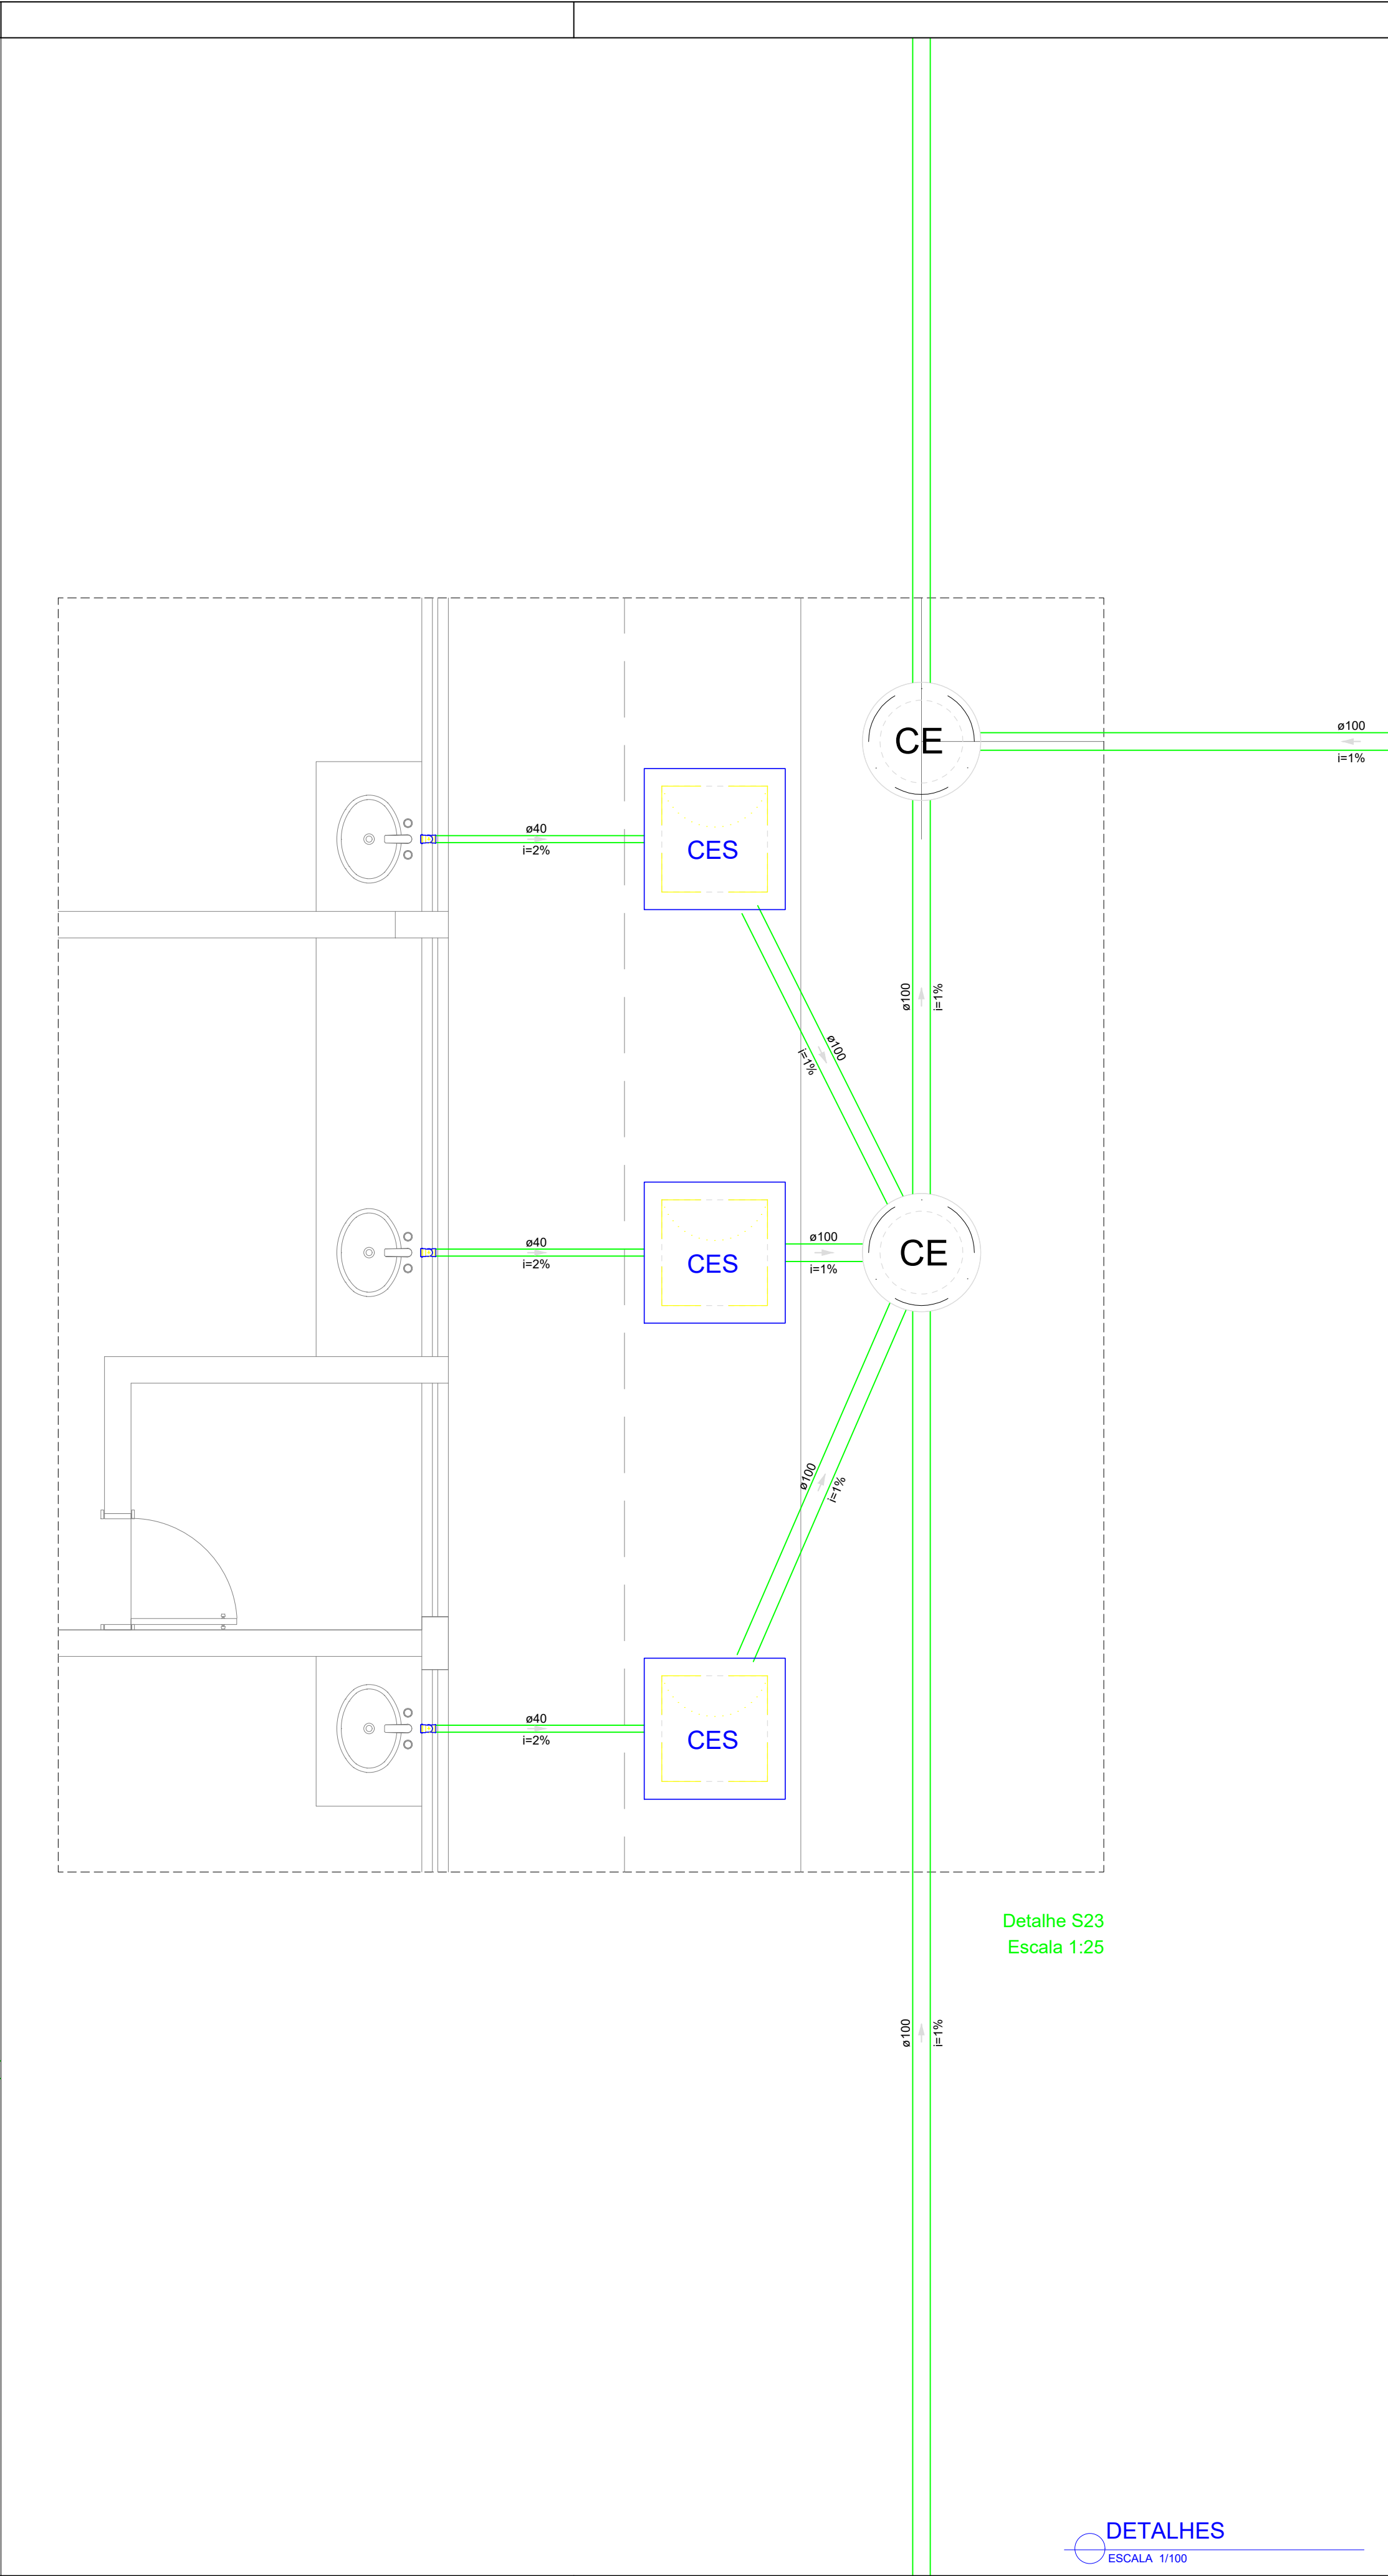 CE
ø100
i=1%
ø40
i=2%
CES
ø100
i=1%
ø100
i=1%
ø40
i=2%
CES
ø100
i=1%
CE
ø100
i=1%
ø40
i=2%
CES
Detalhe S23
Escala 1:25
ø100
i=1%
DETALHES
ESCALA 1/100